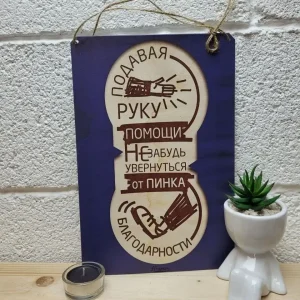 ПОДАВАЯ
РУКУ
ПОМОЩИ
НЕ ЗАБУДЬ
УВЕРНУТЬСЯ
ОТ ПИНКА
БЛАГОДАРНОСТИ